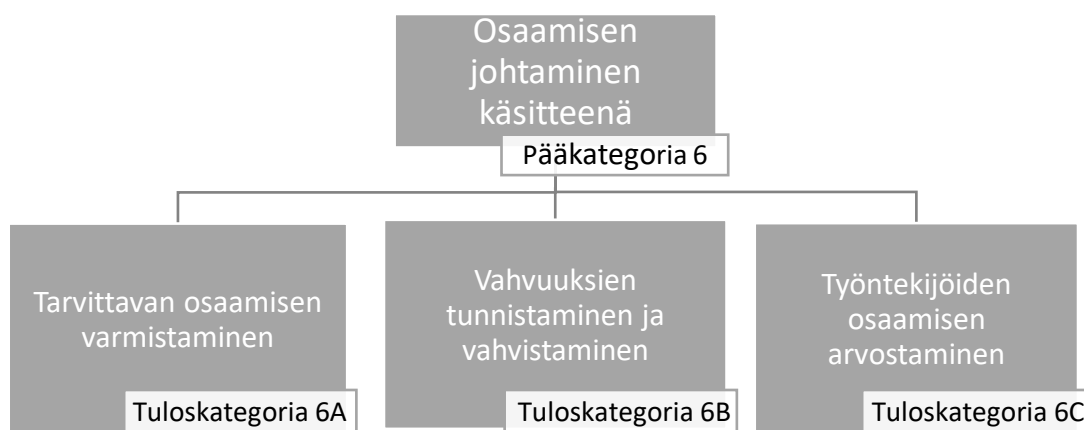 Osaamisen
johtaminen
käsitteenä
Pääkategoria 6
Tarvittavan osaamisen
varmistaminen
Tuloskategoria 6A
Vahvuuksien
tunnistaminen ja
vahvistaminen
Tuloskategoria 6B
Työntekijöiden
osaamisen
arvostaminen
Tuloskategoria 6C